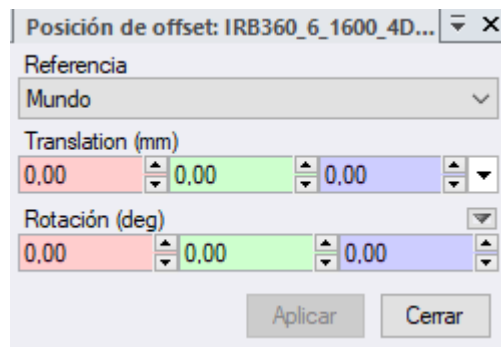 Posición de offset: IRB360_6_1600_4D...
Referencia
Mundo
Translation (mm)
0,00 0,00 0,00
Rotación (deg)
0,00 0,00 0,00
Aplicar Cerrar